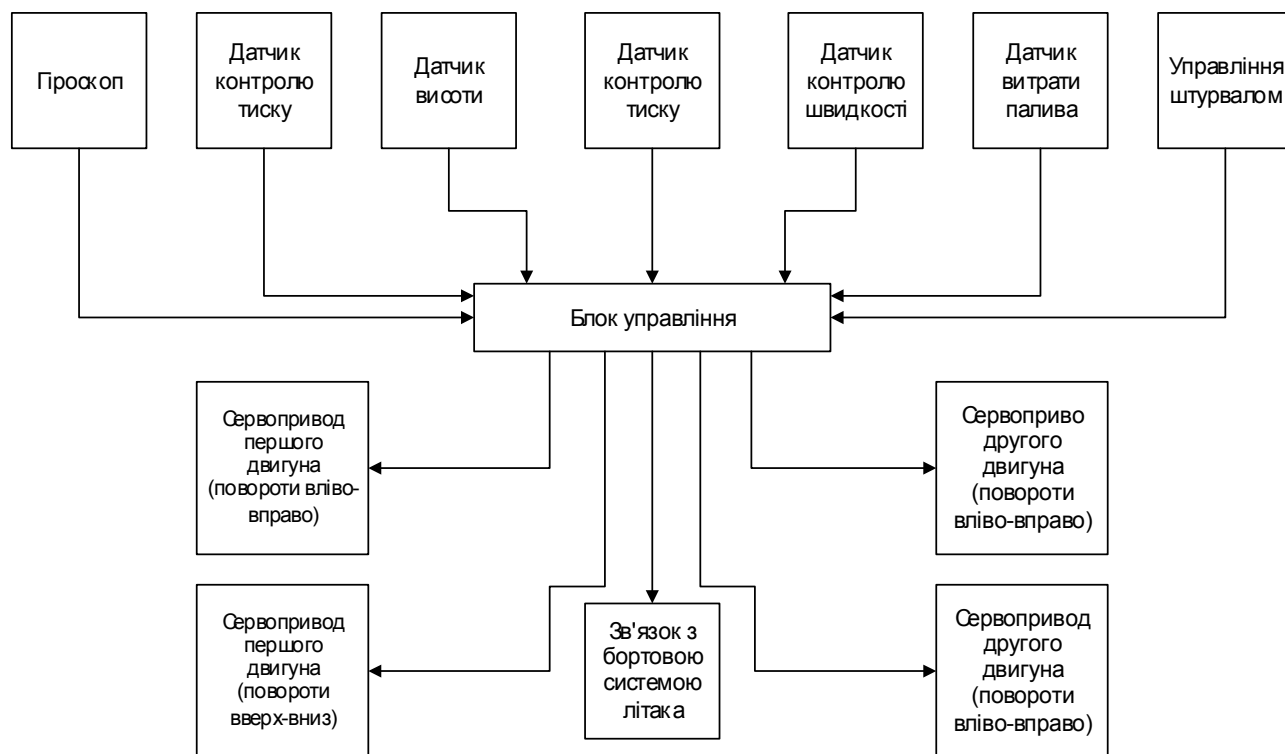 Гіроскоп
Датчик
контролю
тиску
Датчик
висоти
Датчик
контролю
тиску
Датчик
контролю
швидкості
Датчик
витрати
палива
Управління
штурвалом
Блок управління
Сервопривод
першого
двигуна
(повороти вліво-
вправо)
Сервоприво
другого
двигуна
(повороти
вліво-вправо)
Сервопривод
першого
двигуна
(повороти
вверх-вниз)
Зв'язок з
бортовою
системою
літака
Сервопривод
другого
двигуна
(повороти
вліво-вправо)